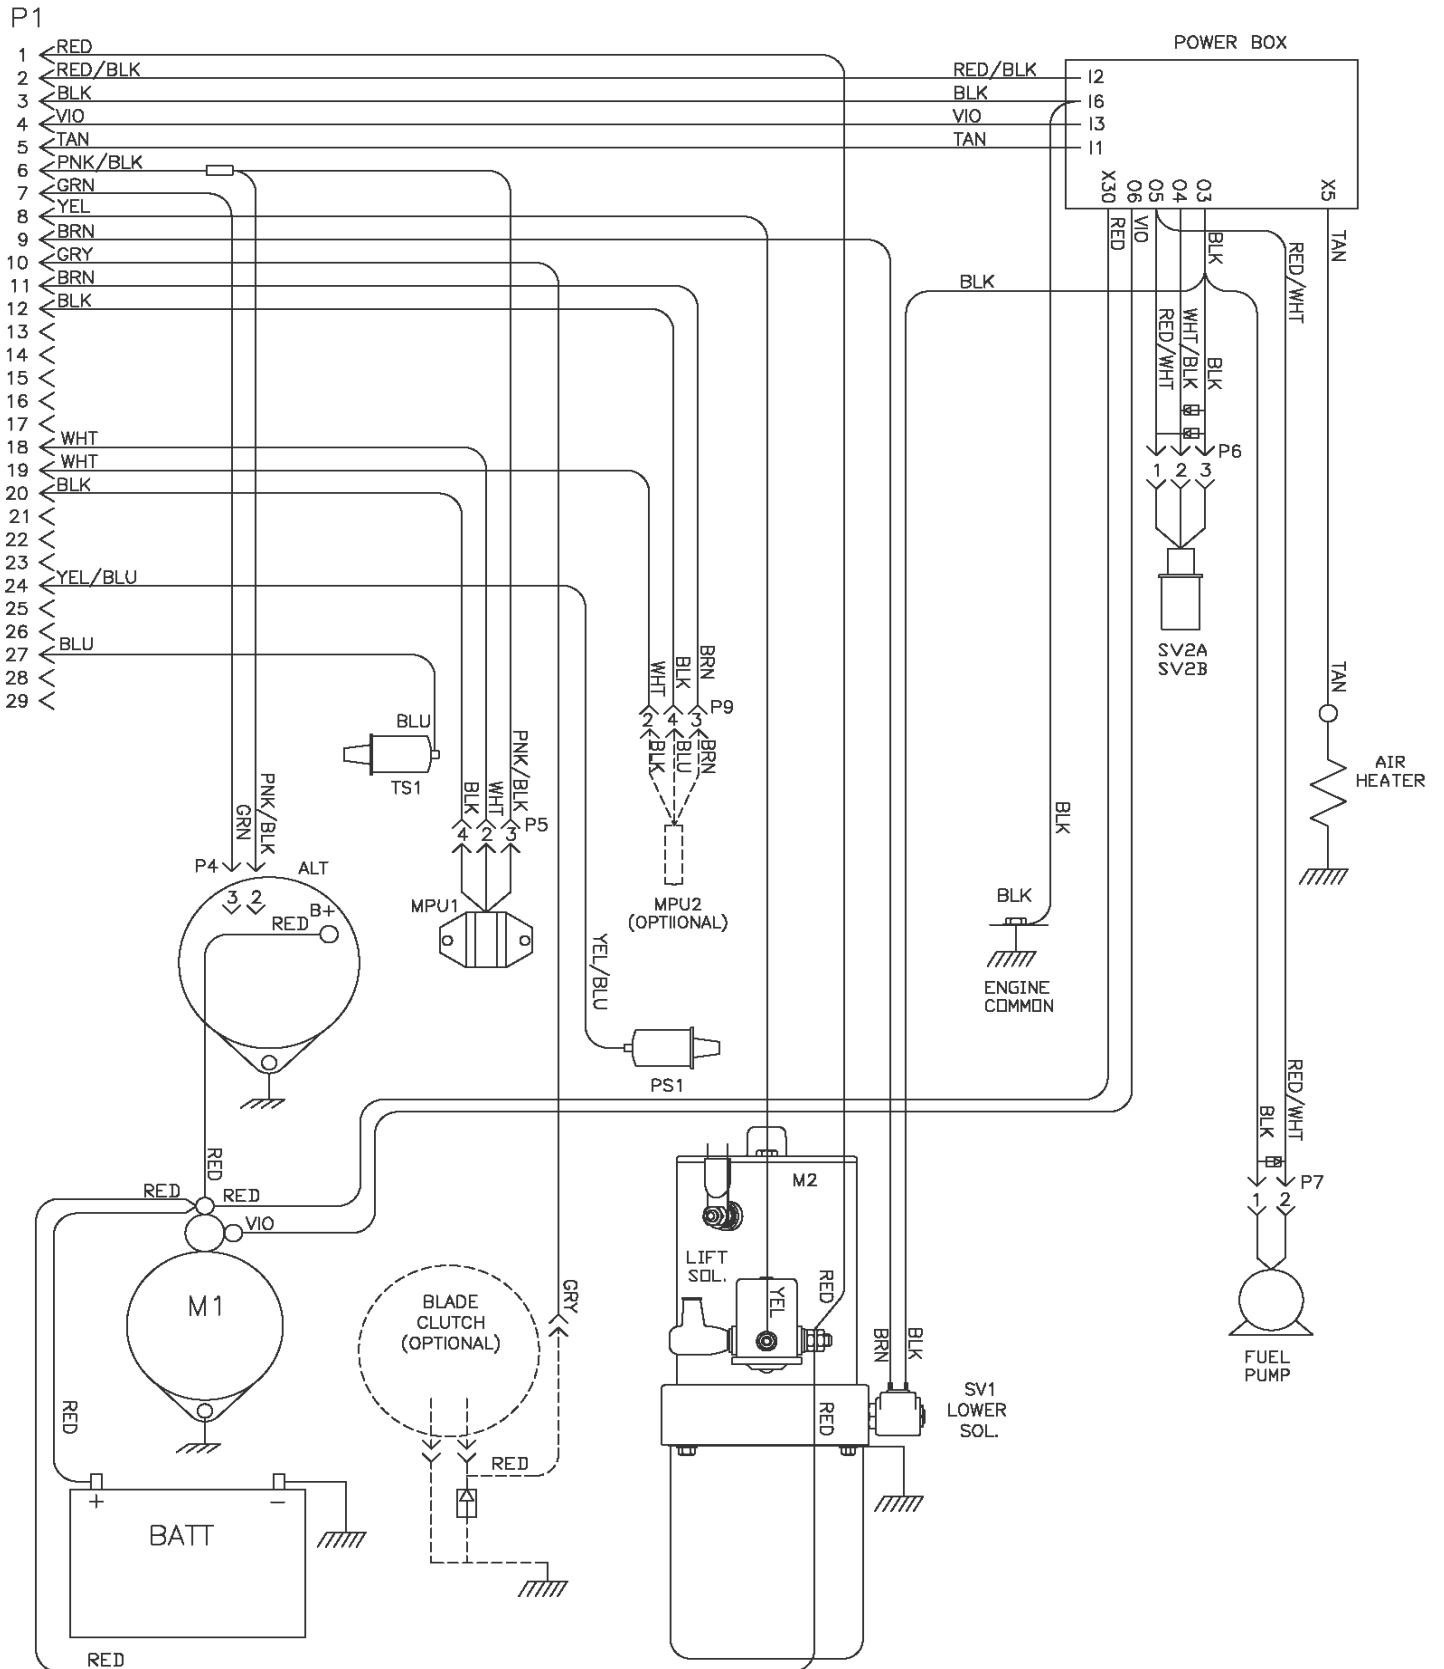 P1
POWER BOX
1 RED
2 RED/BLK RED/BLK I2
3 BLK BLK I6
4 VIO VIO I3
5 TAN TAN I1
6 PNK/BLK
7 GRN
8 YEL
9 BRN
10 GRY
11 BRN
12 BLK
13
14
15
16
17
18 WHT
19 WHT
20 BLK
21
22
23
24 YEL/BLU
25
26
27 BLU
28
29
X30 O6 O5 O4 O3 X5
RED VIO BLK RED/WHT TAN
BLK
RED/WHT WHT/BLK BLK
P6
1 2 3
SV2A
SV2B
TAN
AIR
HEATER
WHT BLK BRN
P9
2 4 3
BLK BLU BRN
MPU2
(OPTIIONAL)
BLU
TS1
BLK WHT PNK/BLK
P5
4 2 3
MPU1
GRN PNK/BLK
P4
ALT
3 2
B+
RED
BLK
BLK
ENGINE
COMMON
YEL/BLU
PS1
RED
RED RED
VIO
M1
RED
BATT
+ −
RED
BLADE
CLUTCH
(OPTIONAL)
GRY
RED
M2
LIFT
SOL.
YEL
RED
RED
BRN BLK
SV1
LOWER
SOL.
BLK RED/WHT
P7
1 2
FUEL
PUMP